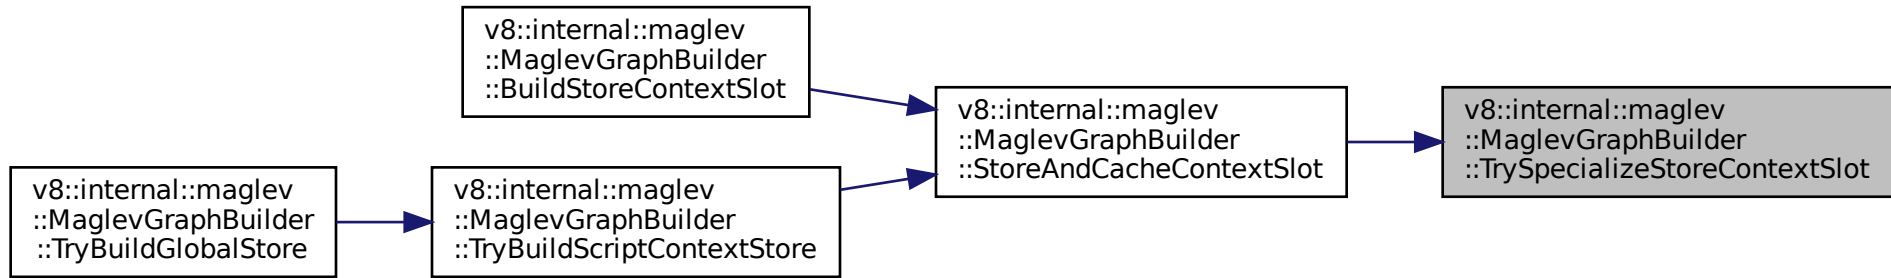 v8::internal::maglev
::MaglevGraphBuilder
::BuildStoreContextSlot
v8::internal::maglev
::MaglevGraphBuilder
::StoreAndCacheContextSlot
v8::internal::maglev
::MaglevGraphBuilder
::TrySpecializeStoreContextSlot
v8::internal::maglev
::MaglevGraphBuilder
::TryBuildGlobalStore
v8::internal::maglev
::MaglevGraphBuilder
::TryBuildScriptContextStore